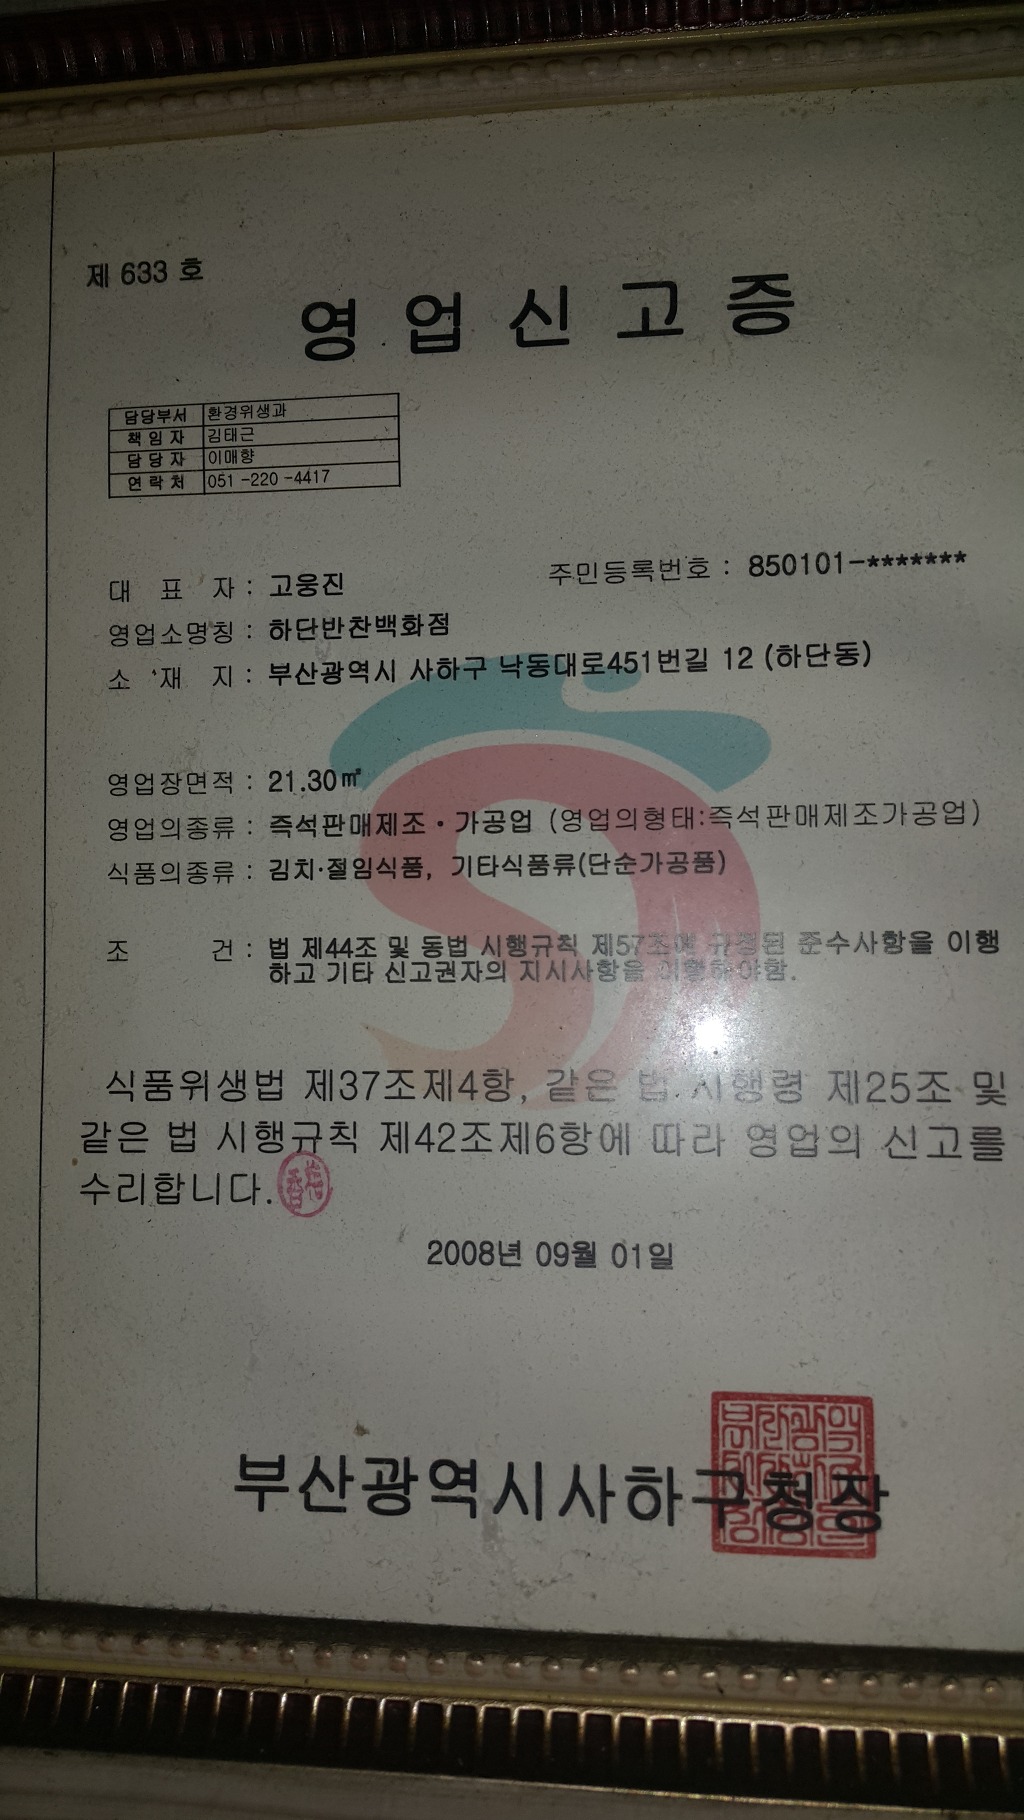 제 633 호
영업신고증
담당부서 환경위생과
책임자 김태근
담당자 이매향
연락처 051 -220 -4417
대 표 자 : 고웅진
주민등록번호 : 850101-*******
영업소명칭 : 하단반찬백화점
소 재 지 : 부산광역시 사하구 낙동대로451번길 12 (하단동)
영업장면적 : 21.30㎡
영업의종류 : 즉석판매제조·가공업 (영업의형태:즉석판매제조가공업)
식품의종류 : 김치·절임식품, 기타식품류(단순가공품)
조 건 : 법 제44조 및 동법 시행규칙 제57조에 규정된 준수사항을 이행
하고 기타 신고권자의 지시사항을 이행하야함.
식품위생법 제37조제4항, 같은 법 시행령 제25조 및
같은 법 시행규칙 제42조제6항에 따라 영업의 신고를
수리합니다.
2008년 09월 01일
부산광역시사하구청장